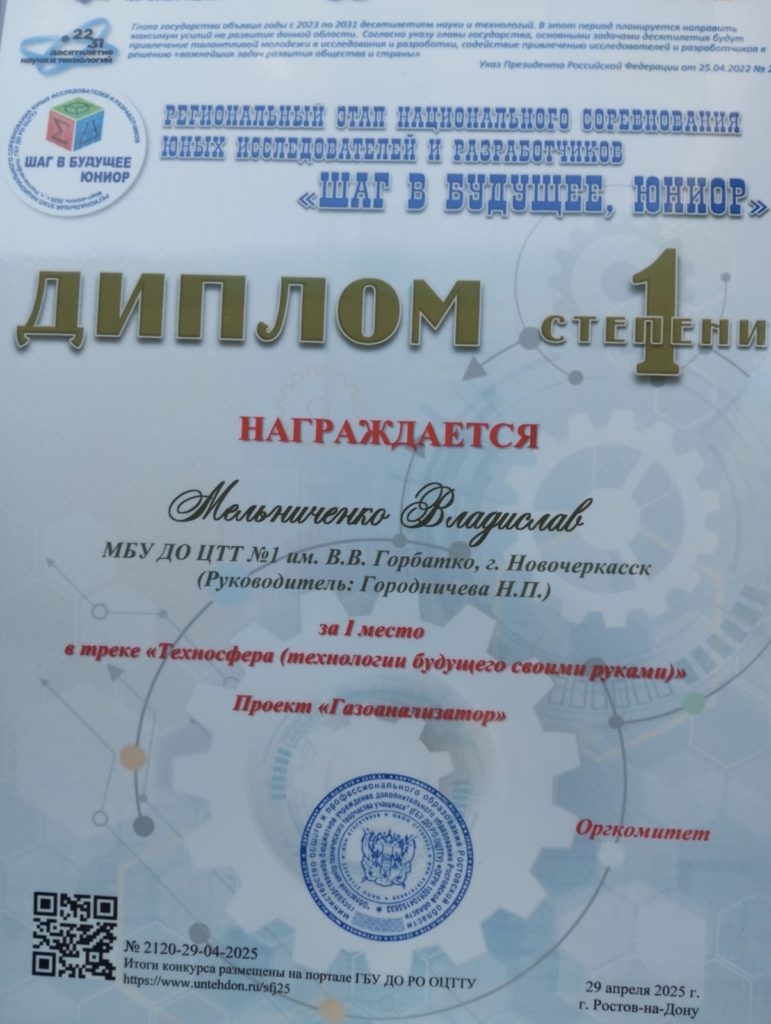 Глава государства объявил годы с 2023 по 2031 десятилетием науки и технологий. В этот период планируется направить
максимум усилий на развитие данной области. Согласно указу главы государства, основными задачами десятилетия будут
привлечение талантливой молодежи в исследования и разработки, содействие привлечению исследователей и разработчиков к
решению «важнейших задач развития общества и страны»
Указ Президента Российской Федерации от 25.04.2022 № 2
22
31
десятилетие
науки и технологий
РЕГИОНАЛЬНЫЙ ЭТАП НАЦИОНАЛЬНОГО СОРЕВНОВАНИЯ
ЮНЫХ ИССЛЕДОВАТЕЛЕЙ И РАЗРАБОТЧИКОВ
«ШАГ В БУДУЩЕЕ, ЮНИОР»
ШАГ В БУДУЩЕЕ
ЮНИОР
ДИПЛОМ 1 СТЕПЕНИ
НАГРАЖДАЕТСЯ
Мельниченко Владислав
МБУ ДО ЦТТ №1 им. В.В. Горбатко, г. Новочеркасск
(Руководитель: Городничева Н.П.)
за I место
в треке «Техносфера (технологии будущего своими руками)»
Проект «Газоанализатор»
Оргкомитет
№ 2120-29-04-2025
Итоги конкурса размещены на портале ГБУ ДО РО ОЦТТУ
https://www.untehdon.ru/sfj25
29 апреля 2025 г.
г. Ростов-на-Дону